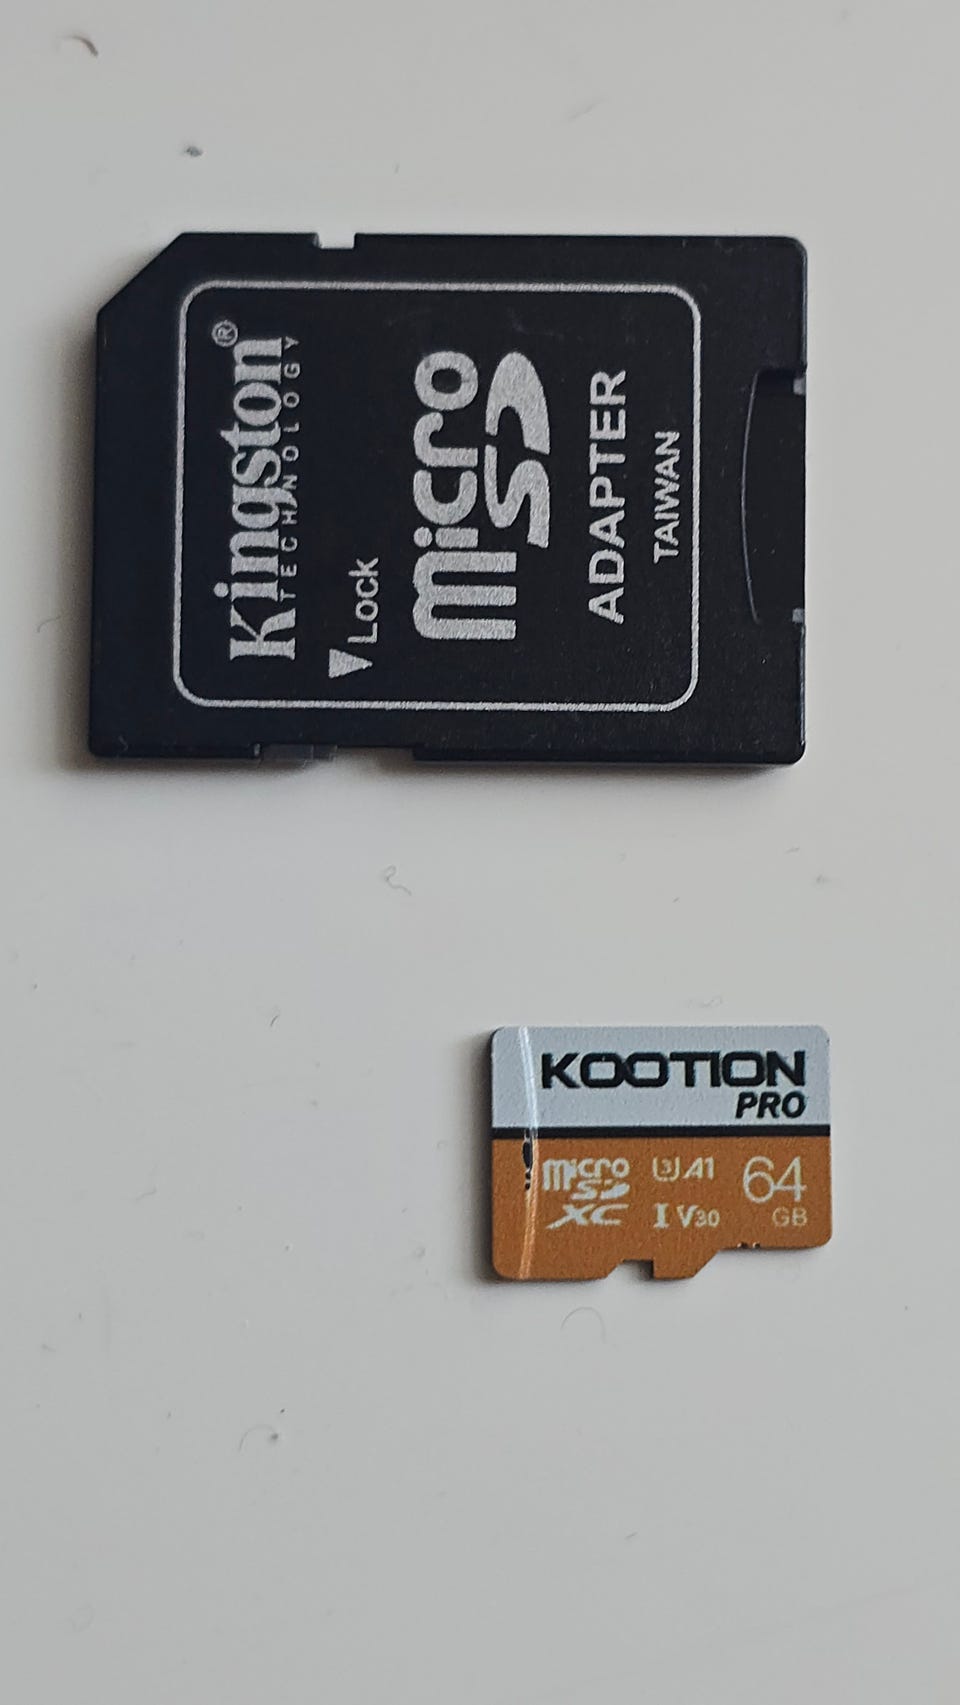 Kingston®
TECHNOLOGY
Lock
micro
SD
ADAPTER
TAIWAN
KOOTION
PRO
micro
SD
XC
U3 A1
I V30
64
GB